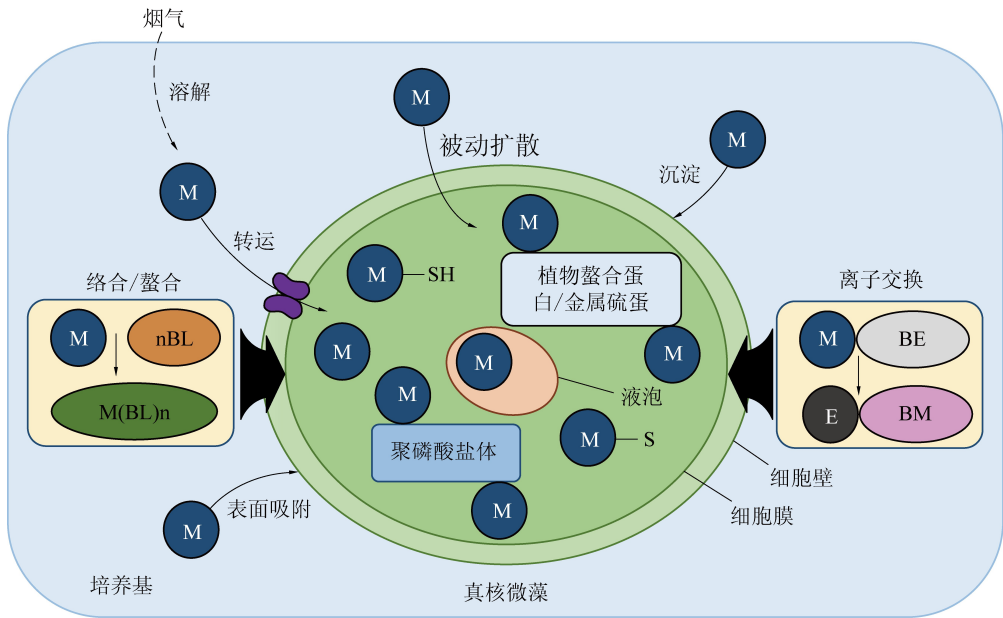 烟气
溶解
M
M
M
被动扩散
沉淀
M
转运
M
M—SH
植物螯合蛋
白/金属硫蛋
络合/螯合
离子交换
M
nBL
M(BL)n
M
BE
E
BM
M
M
M
液泡
M
聚磷酸盐体
M—S
M
细胞壁
细胞膜
M
表面吸附
培养基
真核微藻